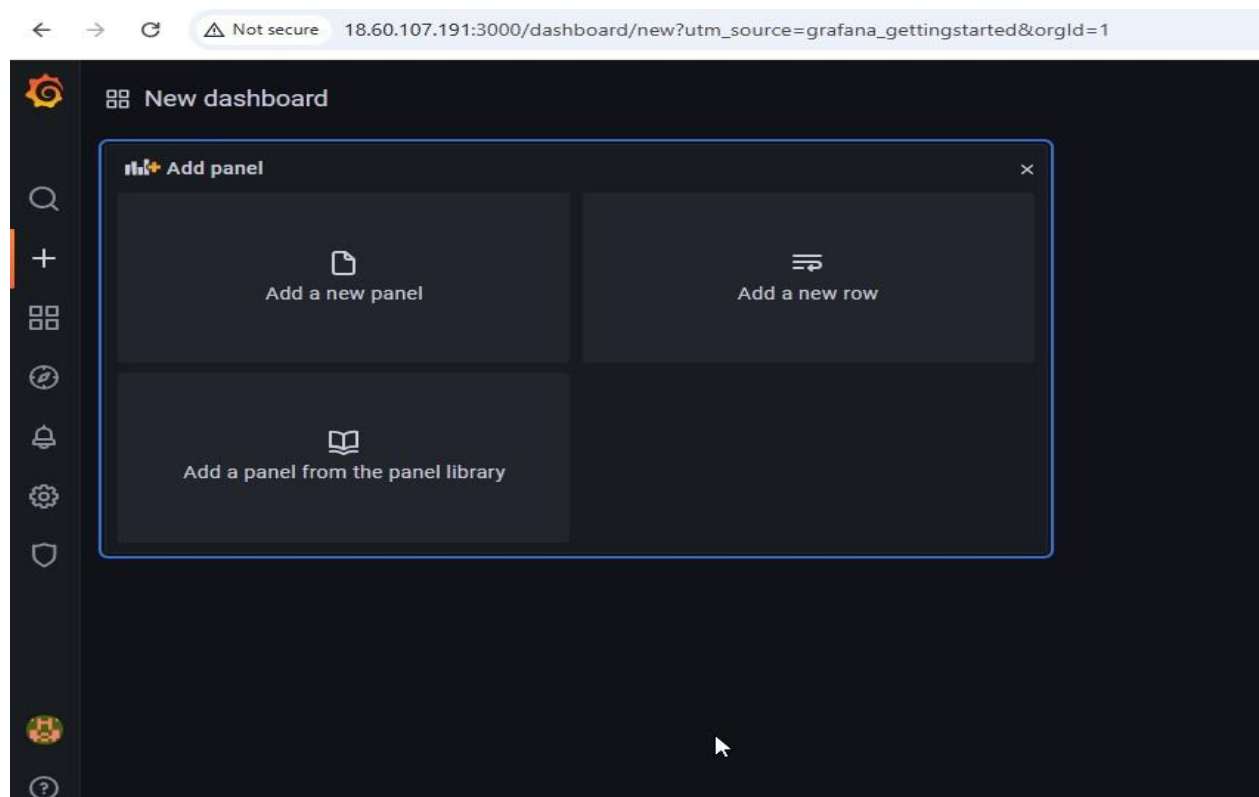 Not secure 18.60.107.191:3000/dashboard/new?utm_source=grafana_gettingstarted&orgId=1
New dashboard
Add panel
Add a new panel
Add a new row
Add a panel from the panel library